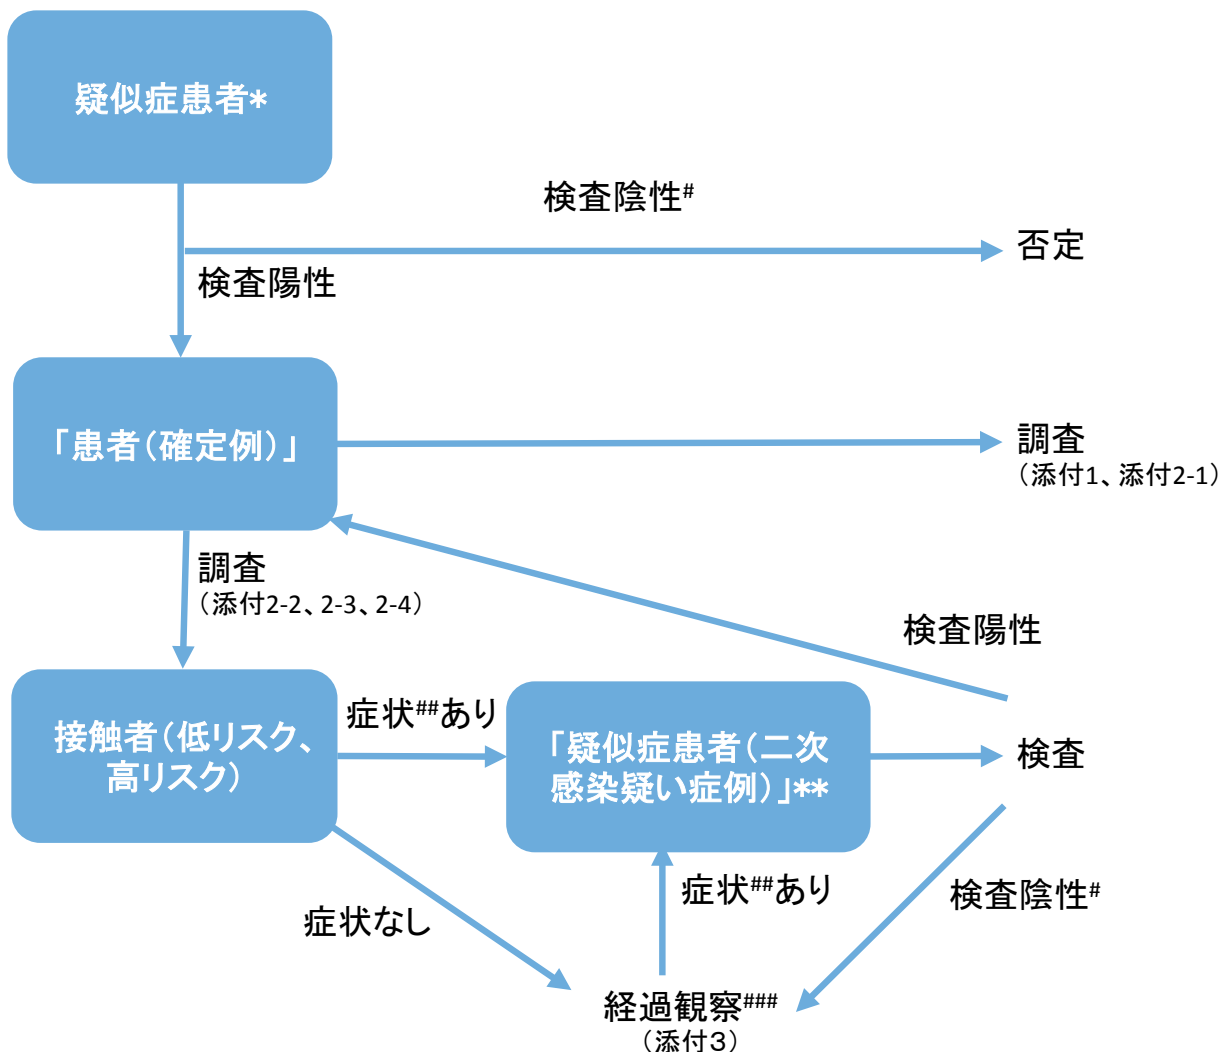 疑似症患者*
検査陰性#
否定
検査陽性
「患者（確定例）」
調査
（添付1、添付2-1）
調査
（添付2-2、2-3、2-4）
検査陽性
接触者（低リスク、
高リスク）
症状##あり
「疑似症患者（二次
感染疑い症例）」**
検査
症状##あり
検査陰性#
症状なし
経過観察###
（添付３）